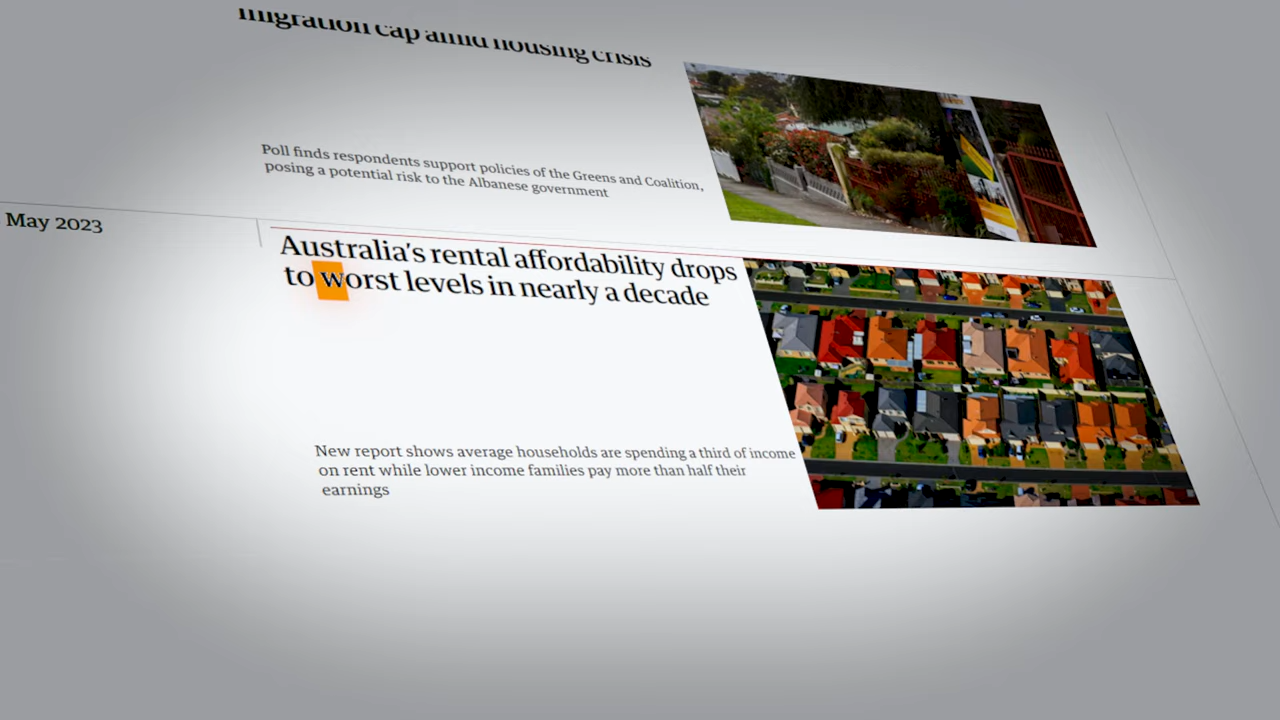 migration cap amid housing crisis
Poll finds respondents support policies of the Greens and Coalition,
posing a potential risk to the Albanese government
May 2023
Australia's rental affordability drops
to worst levels in nearly a decade
New report shows average households are spending a third of income
on rent while lower income families pay more than half their
earnings